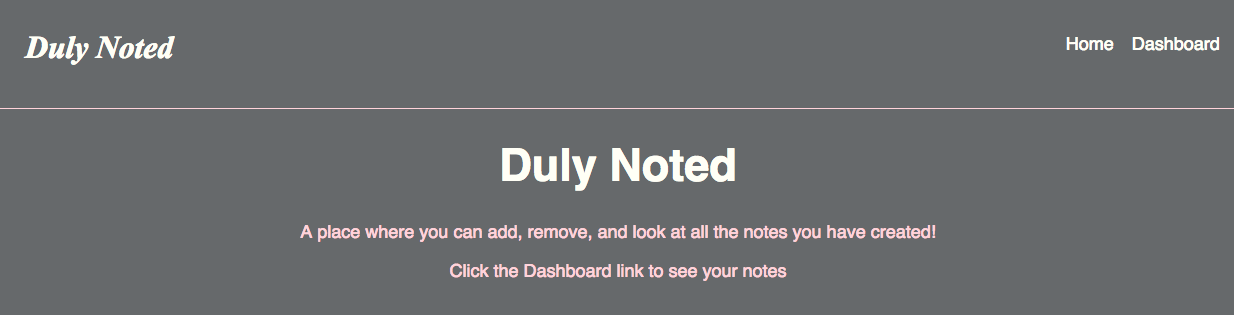 Duly Noted
Home Dashboard
Duly Noted
A place where you can add, remove, and look at all the notes you have created!
Click the Dashboard link to see your notes